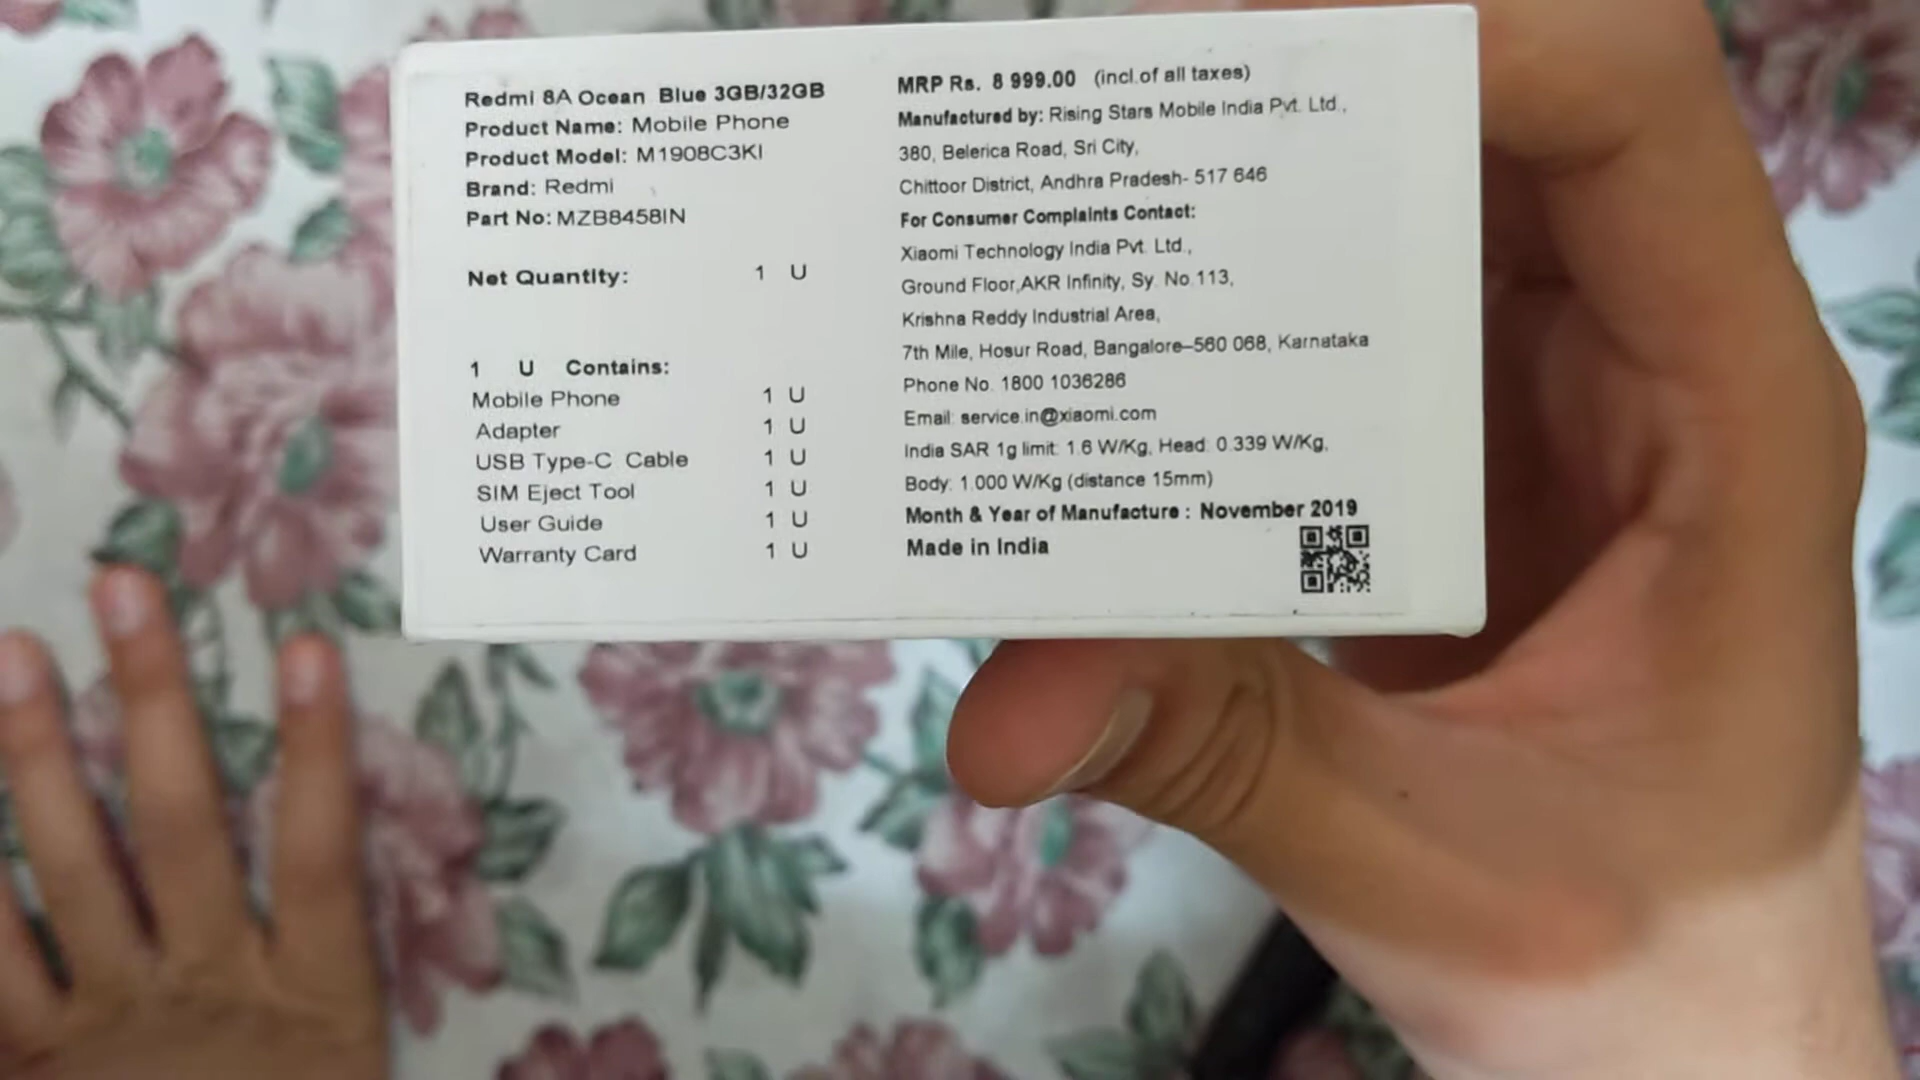 Redmi 8A Ocean Blue 3GB/32GB
Product Name: Mobile Phone
Product Model: M1908C3KI
Brand: Redmi
Part No: MZB8458IN
Net Quantity: 1 U
1 U Contains:
Mobile Phone 1 U
Adapter 1 U
USB Type-C Cable 1 U
SIM Eject Tool 1 U
User Guide 1 U
Warranty Card 1 U
MRP Rs. 8 999.00 (incl.of all taxes)
Manufactured by: Rising Stars Mobile India Pvt. Ltd.,
380, Belerica Road, Sri City,
Chittoor District, Andhra Pradesh- 517 646
For Consumer Complaints Contact:
Xiaomi Technology India Pvt. Ltd.,
Ground Floor,AKR Infinity, Sy. No.113,
Krishna Reddy Industrial Area,
7th Mile, Hosur Road, Bangalore–560 068, Karnataka
Phone No. 1800 1036286
Email: service.in@xiaomi.com
India SAR 1g limit: 1.6 W/Kg, Head: 0.339 W/Kg,
Body: 1.000 W/Kg (distance 15mm)
Month & Year of Manufacture : November 2019
Made in India